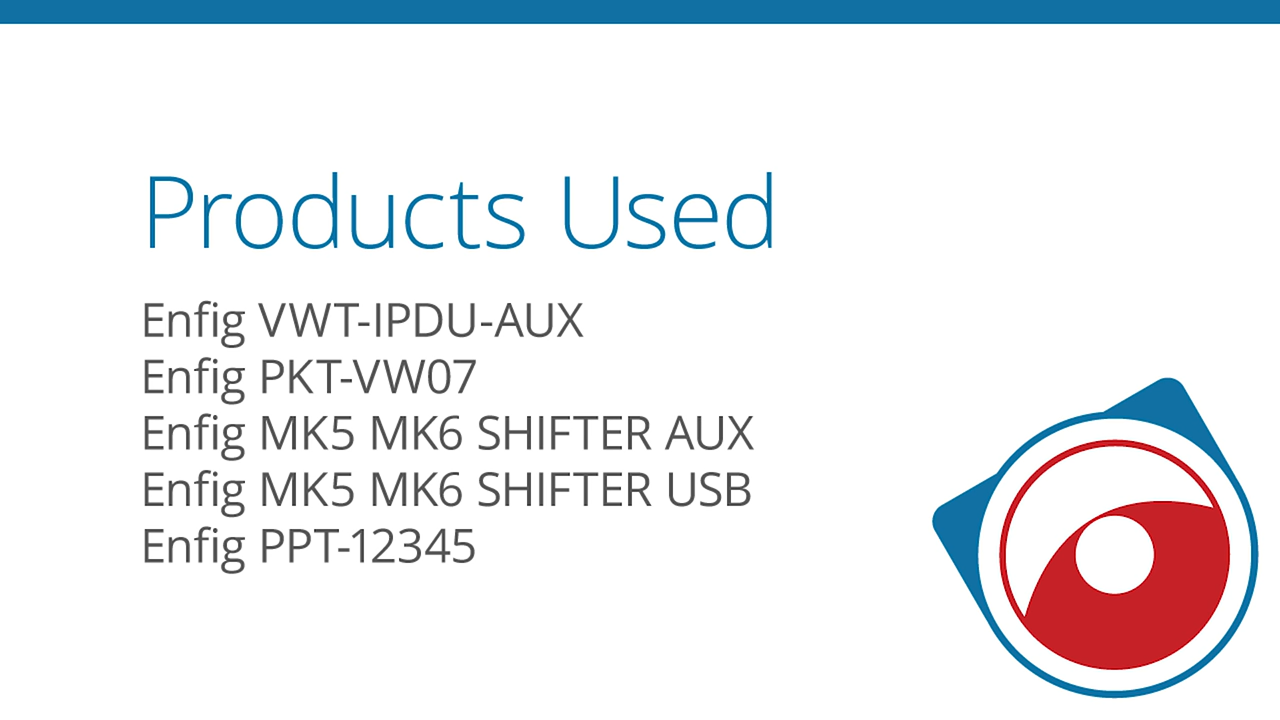 Products Used
Enfig VWT-IPDU-AUX
Enfig PKT-VW07
Enfig MK5 MK6 SHIFTER AUX
Enfig MK5 MK6 SHIFTER USB
Enfig PPT-12345